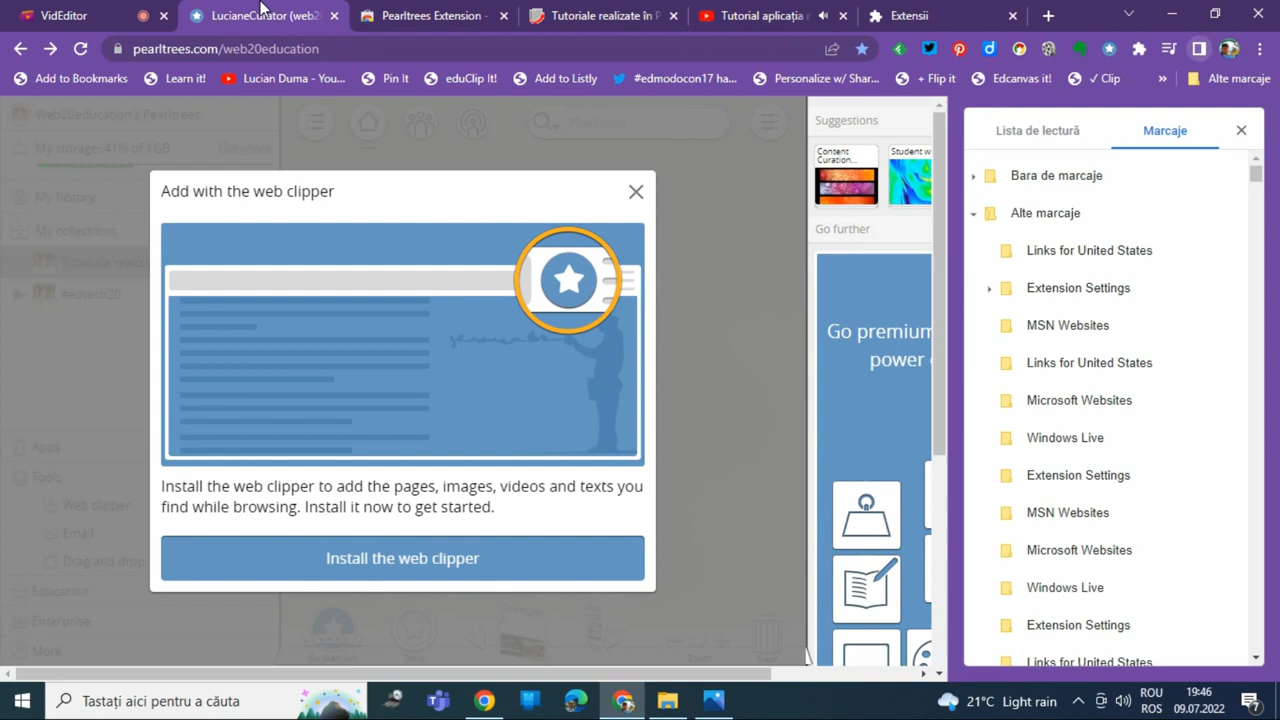 VidEditor
LucianeCurator (web2
Pearltrees Extension -
Tutoriale realizate în P
Tutorial aplicația
Extensii
pearltrees.com/web20education
Add to Bookmarks
Learn it!
Lucian Duma - You...
Pin It
eduClip It!
Add to Listly
#edmodocon17 ha...
Personalize w/ Shar...
+ Flip it
Edcanvas it!
✓ Clip
»
Alte marcaje
Web20education's Pearltrees
My storage: 41% of 1GB
My history
My collections
Tutoriale realiza
#edtech20
Apps
Tools
Web clipper
Email
Drag and drop
Education
Enterprise
More
Add with the web clipper
Install the web clipper to add the pages, images, videos and texts you
find while browsing. Install it now to get started.
Install the web clipper
Suggestions
Content
Curation...
Student w
Go further
Go premium
power
Lista de lectură
Marcaje
Bara de marcaje
Alte marcaje
Links for United States
Extension Settings
MSN Websites
Links for United States
Microsoft Websites
Windows Live
Extension Settings
MSN Websites
Microsoft Websites
Windows Live
Extension Settings
Links for United States
Tastați aici pentru a căuta
21°C Light rain
ROU
ROS
19:46
09.07.2022
7